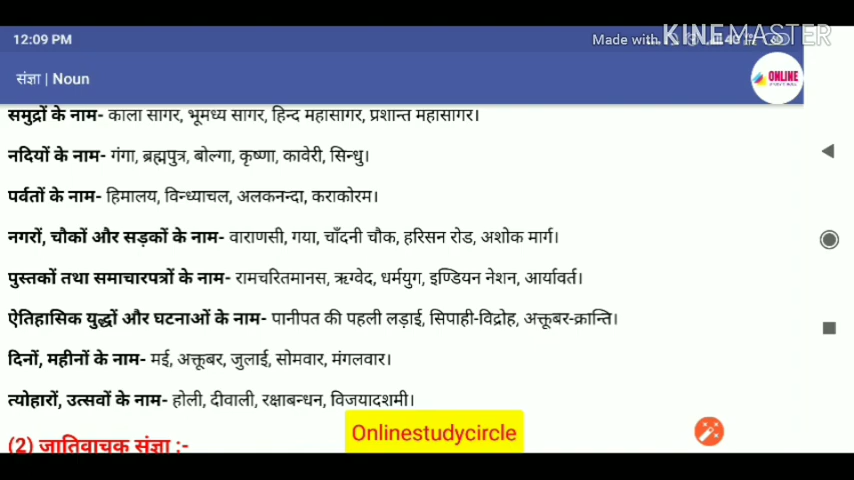 Made with KINEMASTER
12:09 PM
संज्ञा | Noun
ONLINE
समुद्रों के नाम- काला सागर, भूमध्य सागर, हिन्द महासागर, प्रशान्त महासागर।
नदियों के नाम- गंगा, ब्रह्मपुत्र, बोल्गा, कृष्णा, कावेरी, सिन्धु।
पर्वतों के नाम- हिमालय, विन्ध्याचल, अलकनन्दा, कराकोरम।
नगरों, चौकों और सड़कों के नाम- वाराणसी, गया, चाँदनी चौक, हरिसन रोड, अशोक मार्ग।
पुस्तकों तथा समाचारपत्रों के नाम- रामचरितमानस, ऋग्वेद, धर्मयुग, इण्डियन नेशन, आर्यावर्त।
ऐतिहासिक युद्धों और घटनाओं के नाम- पानीपत की पहली लड़ाई, सिपाही-विद्रोह, अक्तूबर-क्रान्ति।
दिनों, महीनों के नाम- मई, अक्तूबर, जुलाई, सोमवार, मंगलवार।
त्योहारों, उत्सवों के नाम- होली, दीवाली, रक्षाबन्धन, विजयादशमी।
(2) जातिवाचक संज्ञा :-
Onlinestudycircle